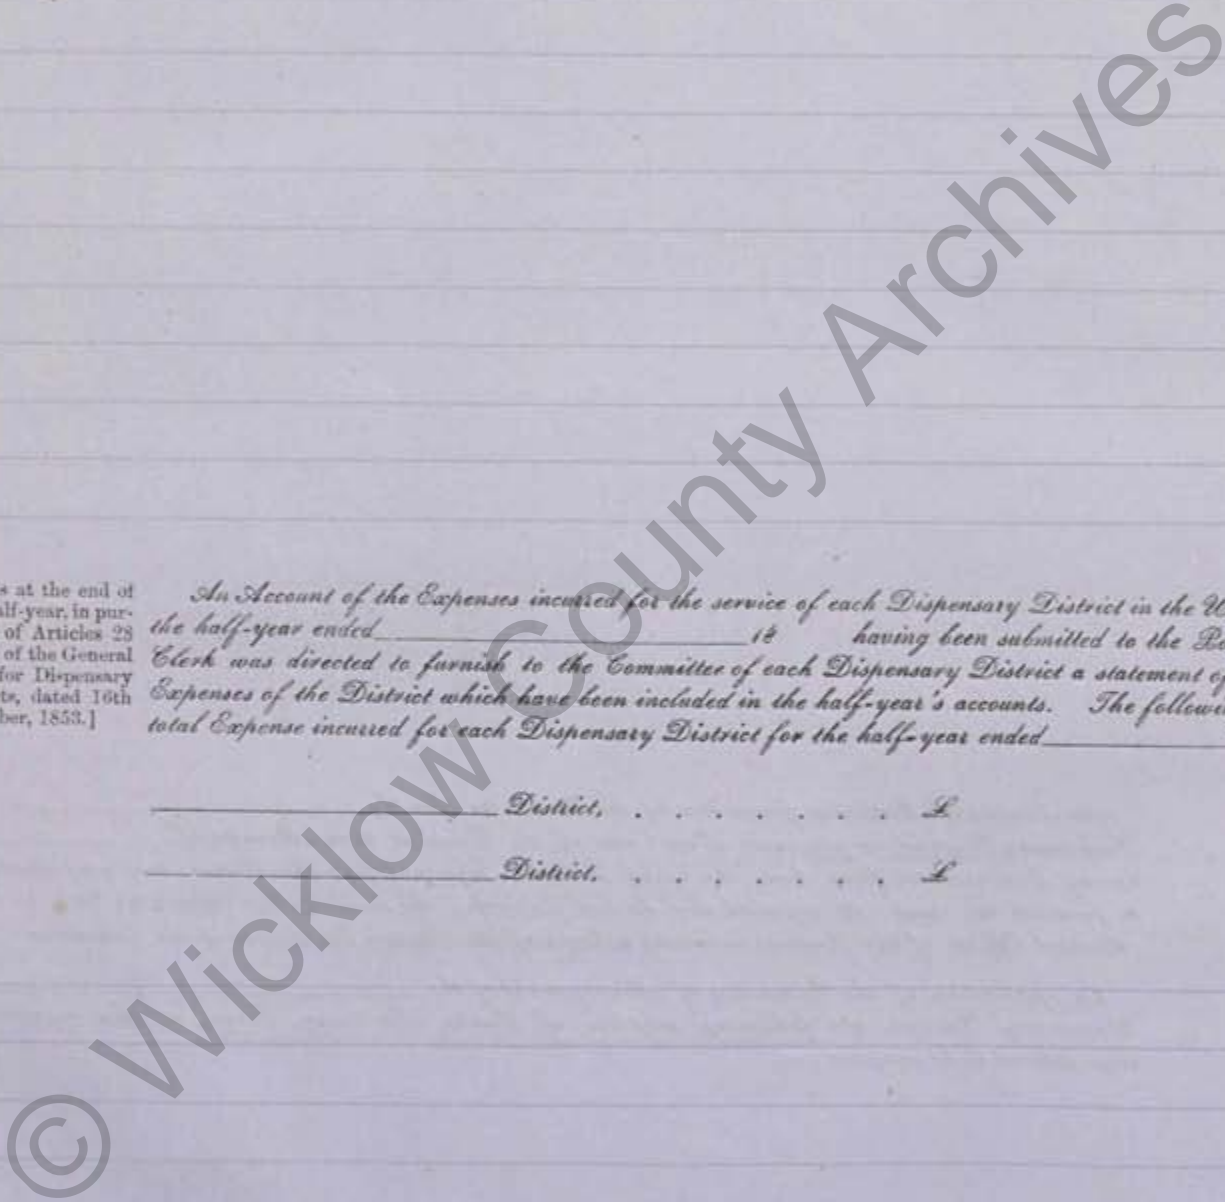 s at the end of
alf-year, in pur-
of Articles 28
of the General
for Dispensary
ts, dated 16th
ber, 1853.]
An Account of the Expenses incurred for the service of each Dispensary District in the U
the half-year ended 18 having been submitted to the Bo
Clerk was directed to furnish to the Committee of each Dispensary District a statement of
Expenses of the District which have been included in the half-year's accounts. The followi
total Expense incurred for each Dispensary District for the half-year ended
District, . . . . . . . £
District, . . . . . . . £
© Wicklow County Archives